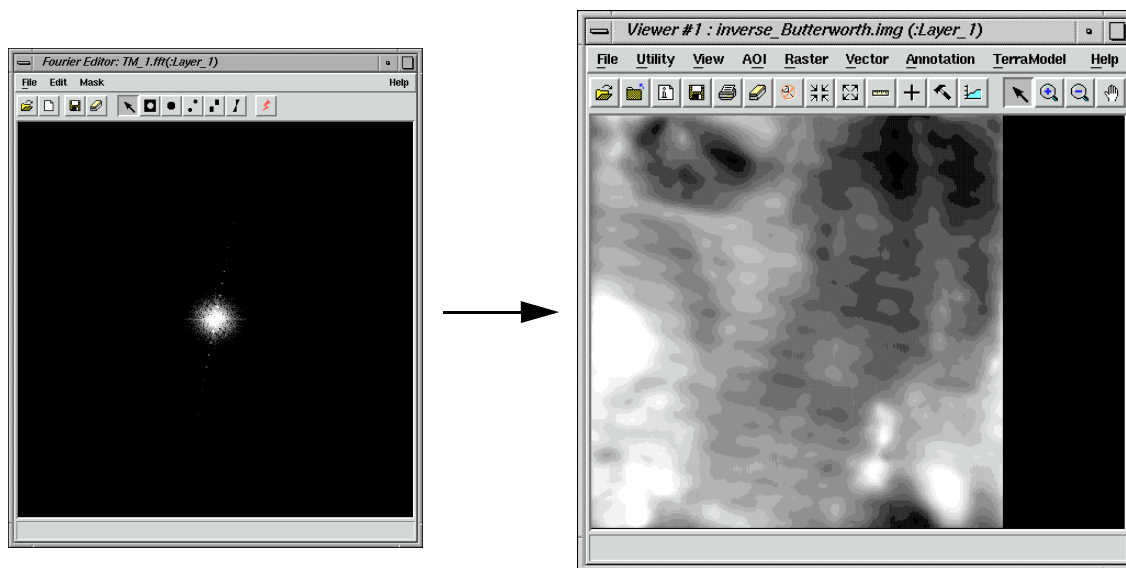 Fourier Editor: TM_1.fft(:Layer_1)
File Edit Mask Help
Viewer #1 : inverse_Butterworth.img (:Layer_1)
File Utility View AOI Raster Vector Annotation TerraModel Help